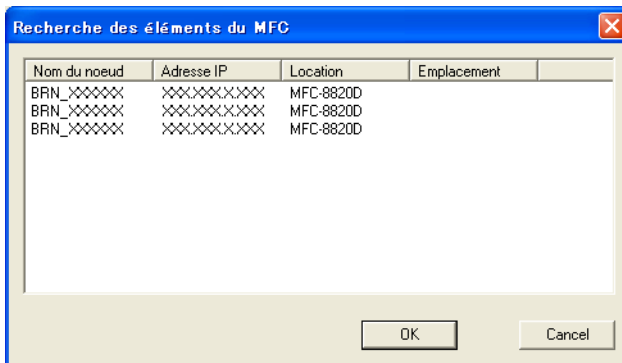 Recherche des éléments du MFC
Nom du noeud Adresse IP Location Emplacement
BRN_XXXXXX XXX.XXX.X.XXX MFC-8820D
BRN_XXXXXX XXX.XXX.X.XXX MFC-8820D
BRN_XXXXXX XXX.XXX.X.XXX MFC-8820D
OK Cancel